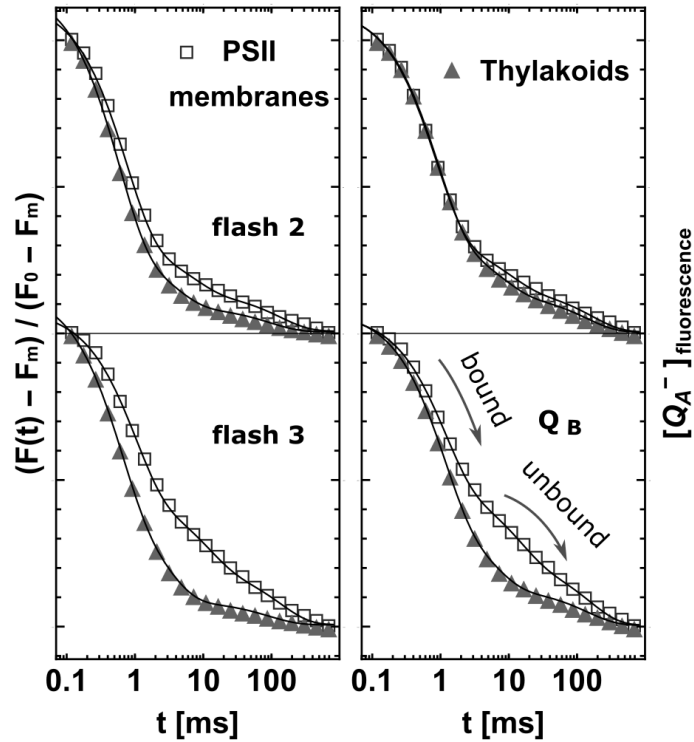 PSII
membranes
Thylakoids
flash 2
flash 3
bound
Q B
unbound
(F(t) − Fm) / (F0 − Fm)
[QA−]fluorescence
0.1 1 10 100
0.1 1 10 100
t [ms]
t [ms]